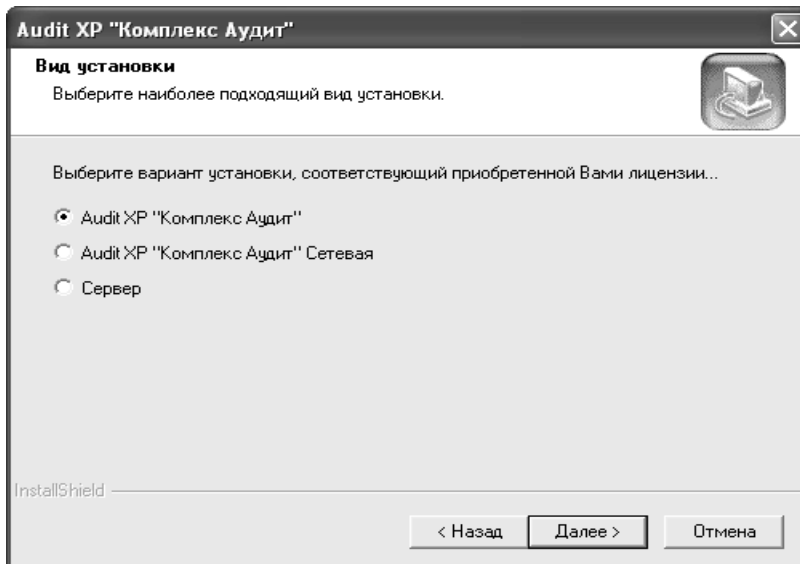 Audit XP "Комплекс Аудит"
Вид установки
Выберите наиболее подходящий вид установки.
Выберите вариант установки, соответствующий приобретенной Вами лицензии...
Audit XP "Комплекс Аудит"
Audit XP "Комплекс Аудит" Сетевая
Сервер
InstallShield
< Назад
Далее >
Отмена